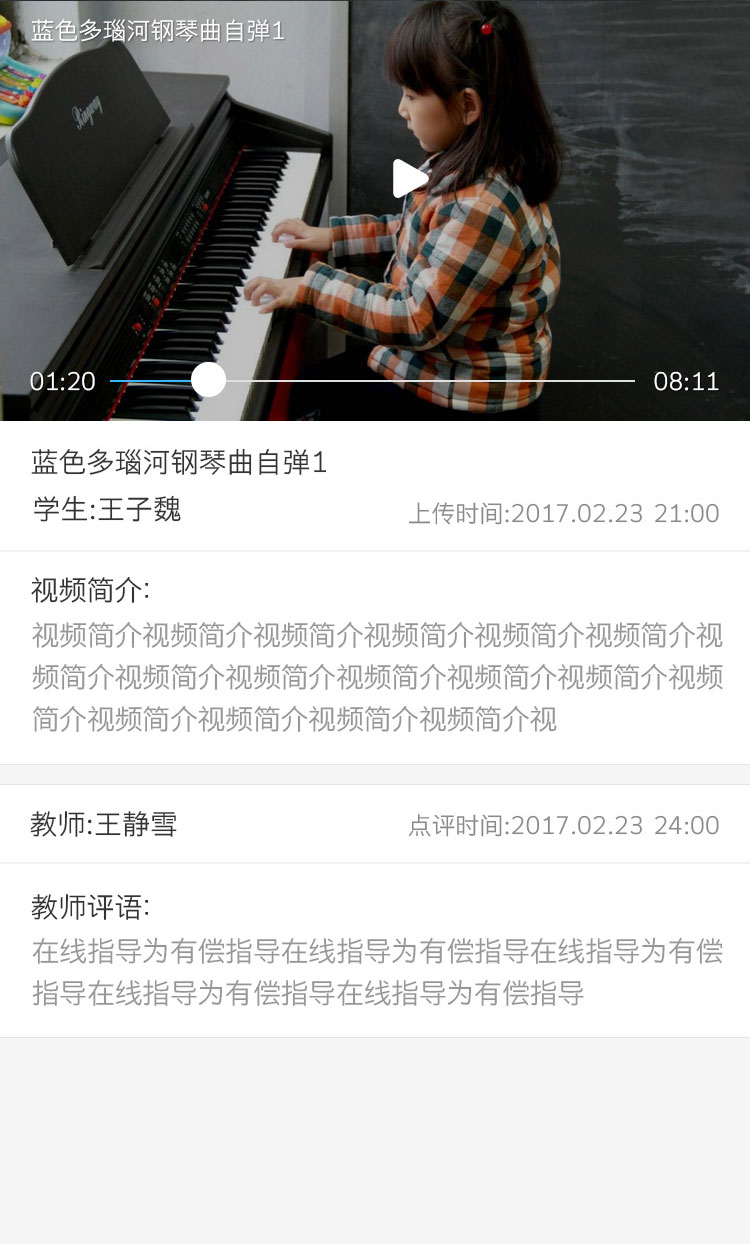 蓝色多瑙河钢琴曲自弹1
Ringway
01:20 08:11
蓝色多瑙河钢琴曲自弹1
学生:王子魏 上传时间:2017.02.23 21:00
视频简介:
视频简介视频简介视频简介视频简介视频简介视频简介视
频简介视频简介视频简介视频简介视频简介视频简介视频
简介视频简介视频简介视频简介视频简介视
教师:王静雪 点评时间:2017.02.23 24:00
教师评语:
在线指导为有偿指导在线指导为有偿指导在线指导为有偿
指导在线指导为有偿指导在线指导为有偿指导